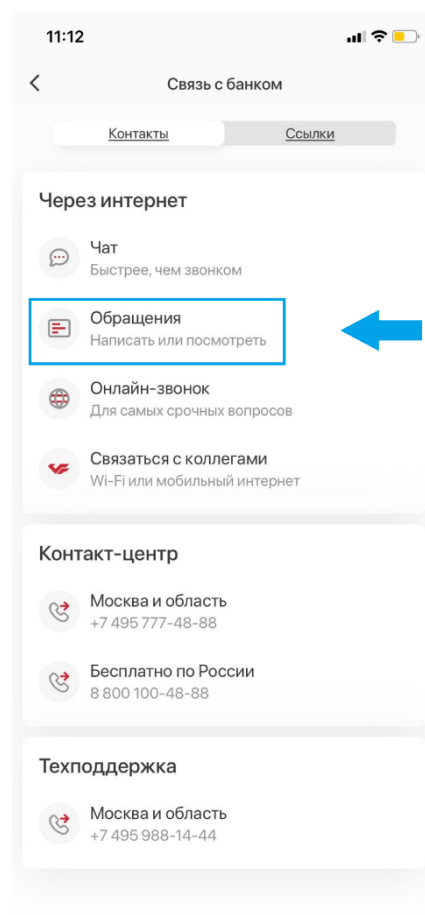 11:12
Связь с банком
Контакты
Ссылки
Через интернет
Чат
Быстрее, чем звонком
Обращения
Написать или посмотреть
Онлайн-звонок
Для самых срочных вопросов
Связаться с коллегами
Wi-Fi или мобильный интернет
Контакт-центр
Москва и область
+7 495 777-48-88
Бесплатно по России
8 800 100-48-88
Техподдержка
Москва и область
+7 495 988-14-44